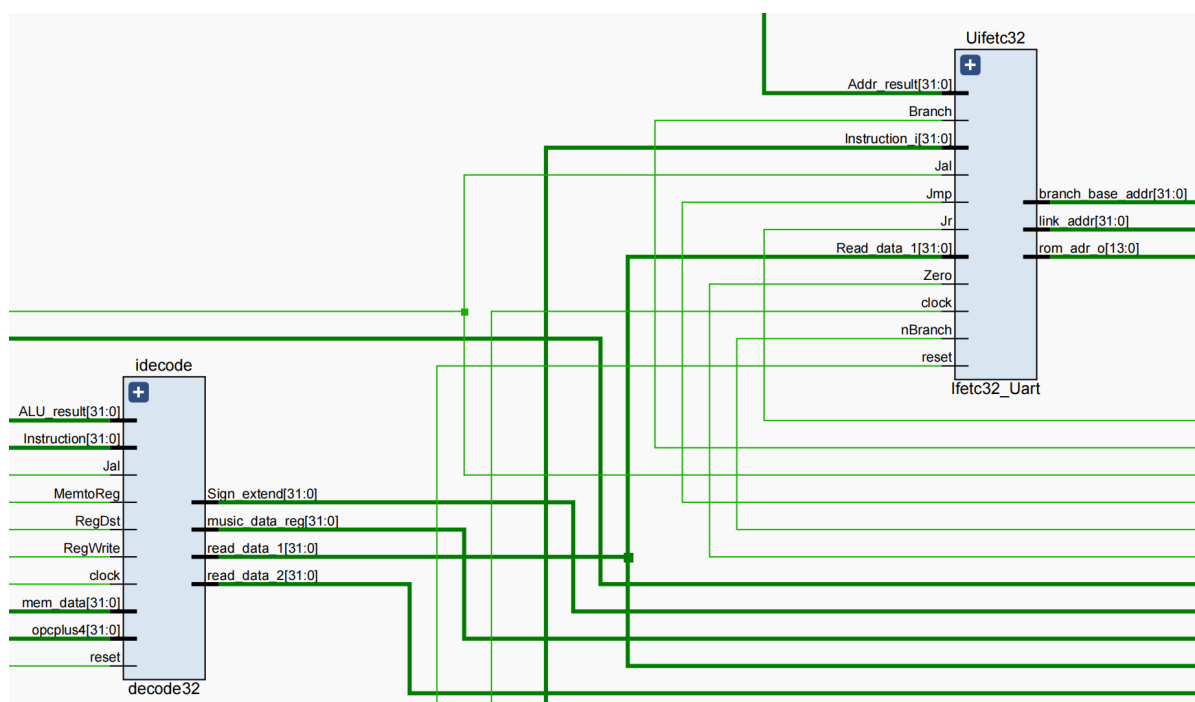 Uifetc32
Addr_result[31:0]
Branch
Instruction_i[31:0]
Jal
Jmp
Jr
Read_data_1[31:0]
Zero
clock
nBranch
reset
branch_base_addr[31:0]
link_addr[31:0]
rom_adr_o[13:0]
Ifetc32_Uart
idecode
ALU_result[31:0]
Instruction[31:0]
Jal
MemtoReg
RegDst
RegWrite
clock
mem_data[31:0]
opcplus4[31:0]
reset
Sign_extend[31:0]
music_data_reg[31:0]
read_data_1[31:0]
read_data_2[31:0]
decode32